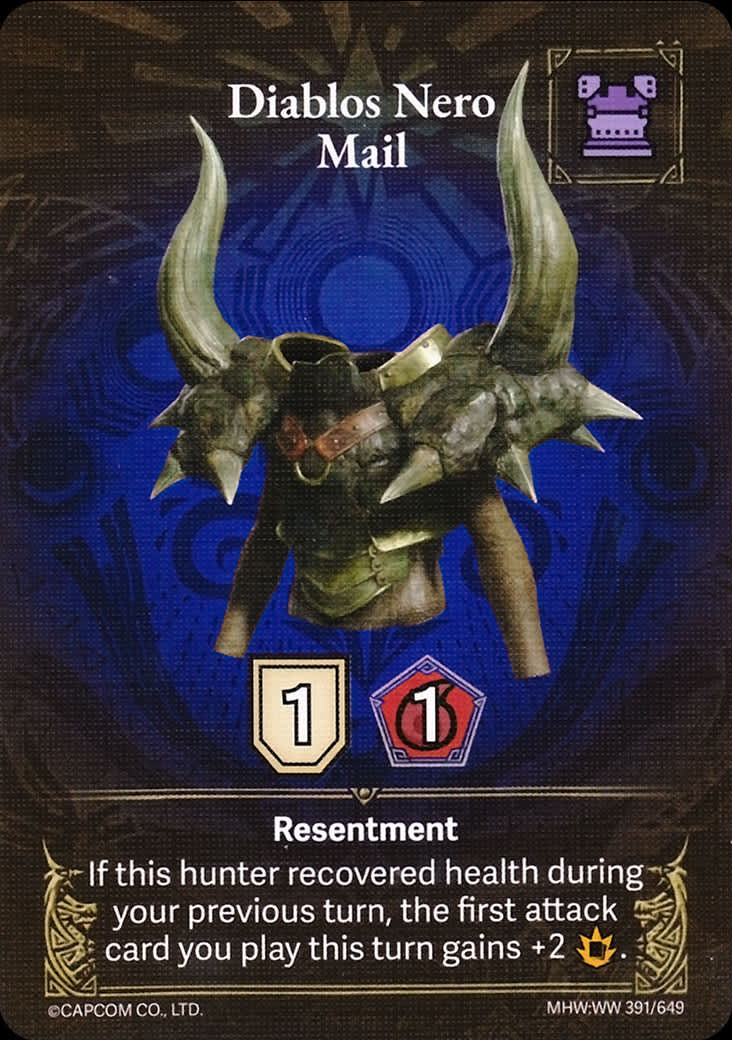 Diablos Nero
Mail
1 1
Resentment
If this hunter recovered health during
your previous turn, the first attack
card you play this turn gains +2 .
©CAPCOM CO., LTD.
MHW:WW 391/649